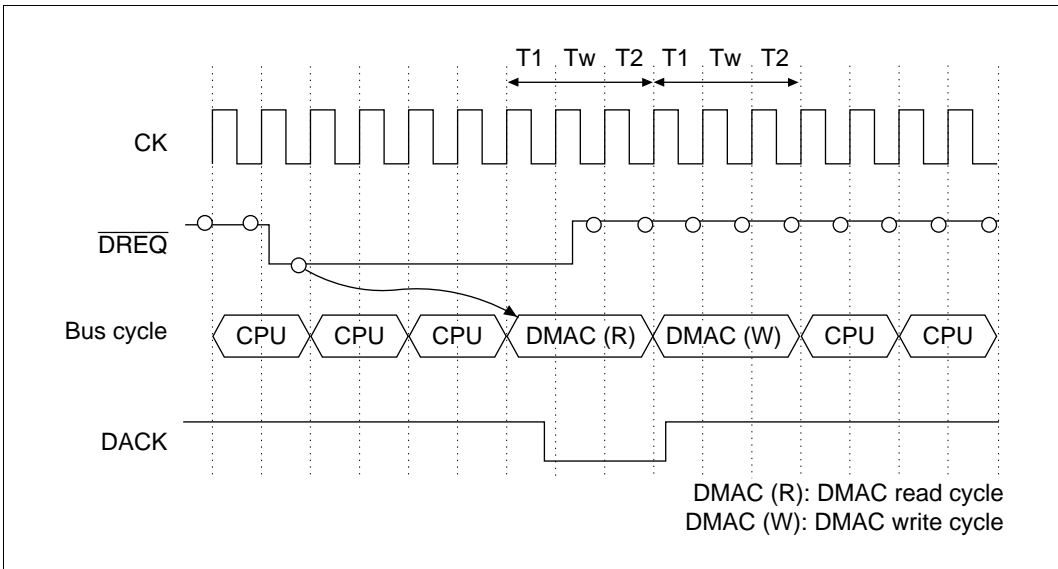 T1 Tw T2 T1 Tw T2
CK
DREQ
Bus cycle CPU CPU CPU DMAC (R) DMAC (W) CPU CPU
DACK
DMAC (R): DMAC read cycle
DMAC (W): DMAC write cycle